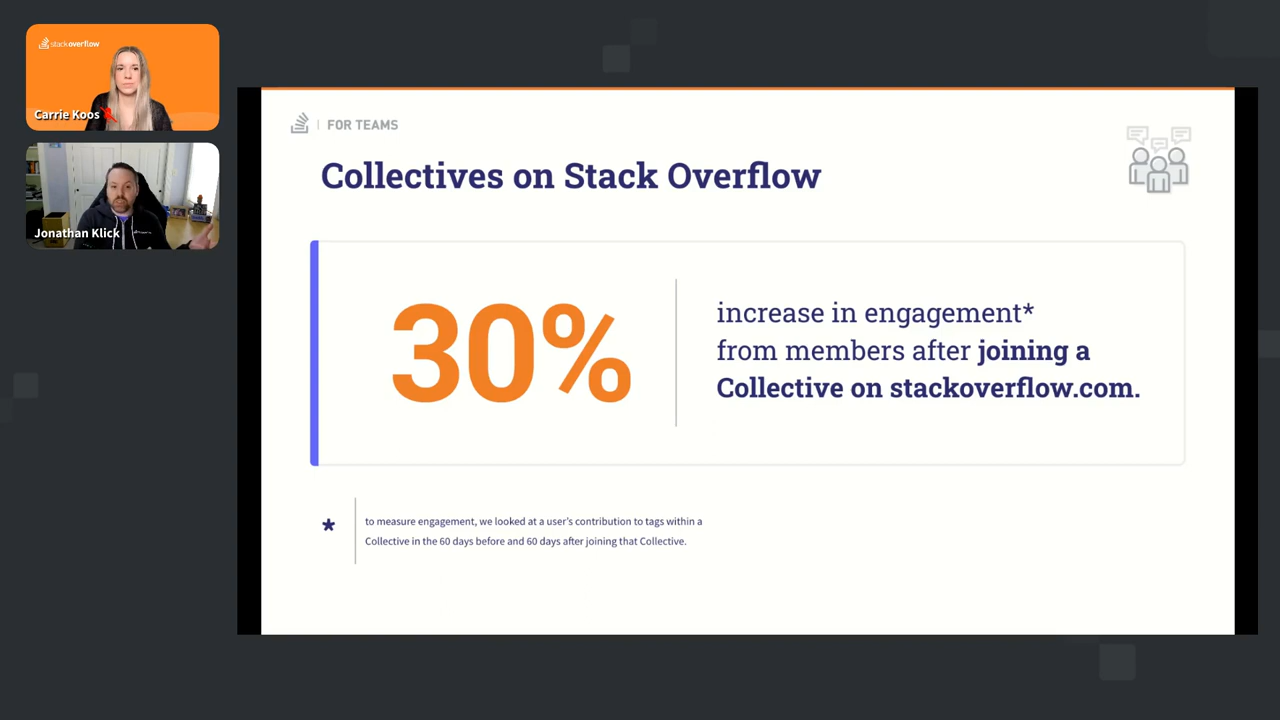 stackoverflow
Carrie Koos
Jonathan Klick
FOR TEAMS
Collectives on Stack Overflow
30%
increase in engagement*
from members after joining a
Collective on stackoverflow.com.
* to measure engagement, we looked at a user's contribution to tags within a
Collective in the 60 days before and 60 days after joining that Collective.